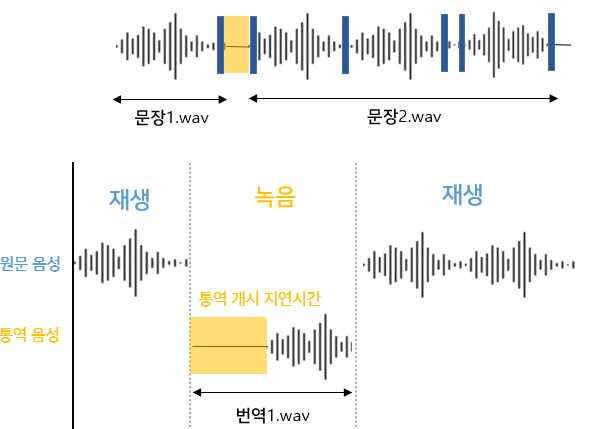 문장1.wav
문장2.wav
재생
녹음
재생
원문 음성
통역 개시 지연시간
통역 음성
번역1.wav